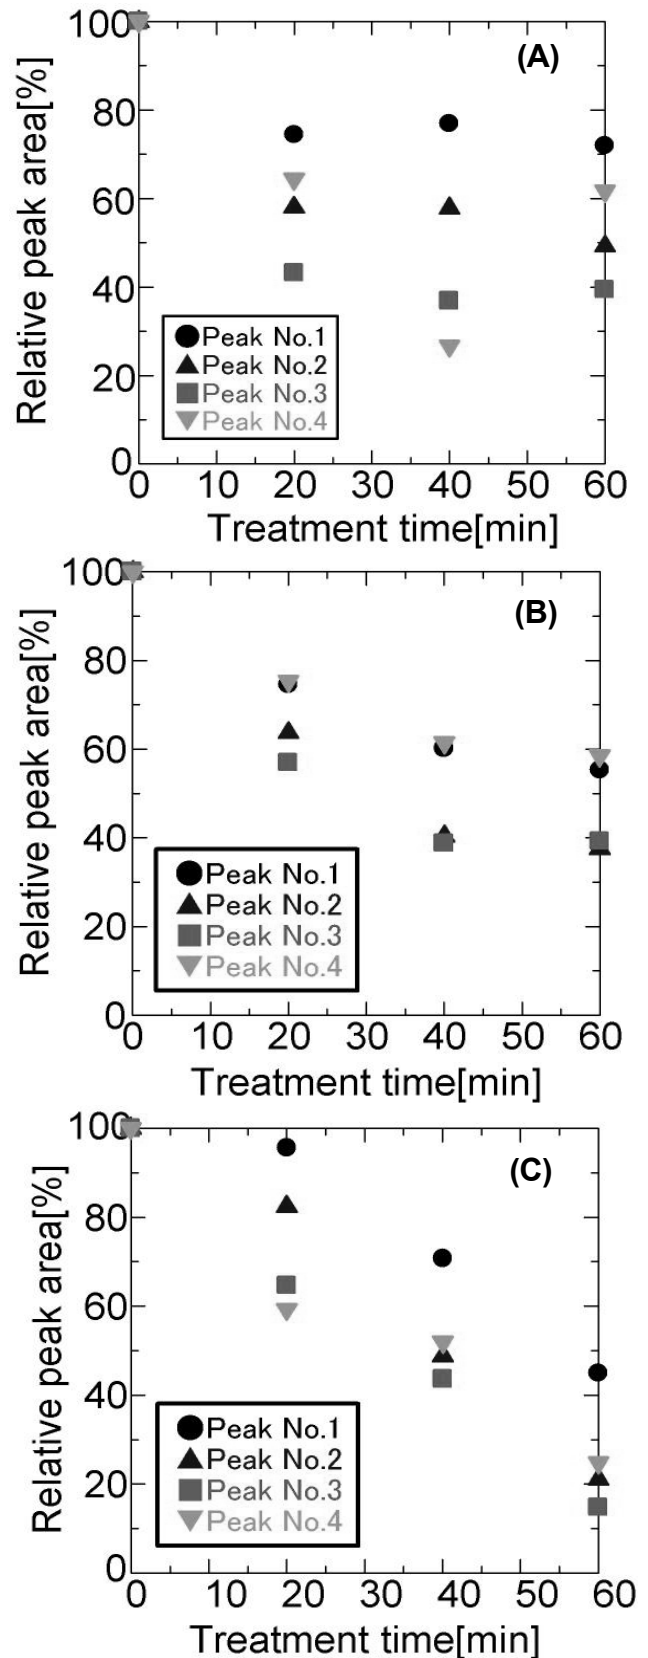 100
(A)
80
60
40
20
0
Relative peak area[%]
Peak No.1
Peak No.2
Peak No.3
Peak No.4
0 10 20 30 40 50 60
Treatment time[min]
100
(B)
80
60
40
20
0
Relative peak area[%]
Peak No.1
Peak No.2
Peak No.3
Peak No.4
0 10 20 30 40 50 60
Treatment time[min]
100
(C)
80
60
40
20
0
Relative peak area[%]
Peak No.1
Peak No.2
Peak No.3
Peak No.4
0 10 20 30 40 50 60
Treatment time[min]